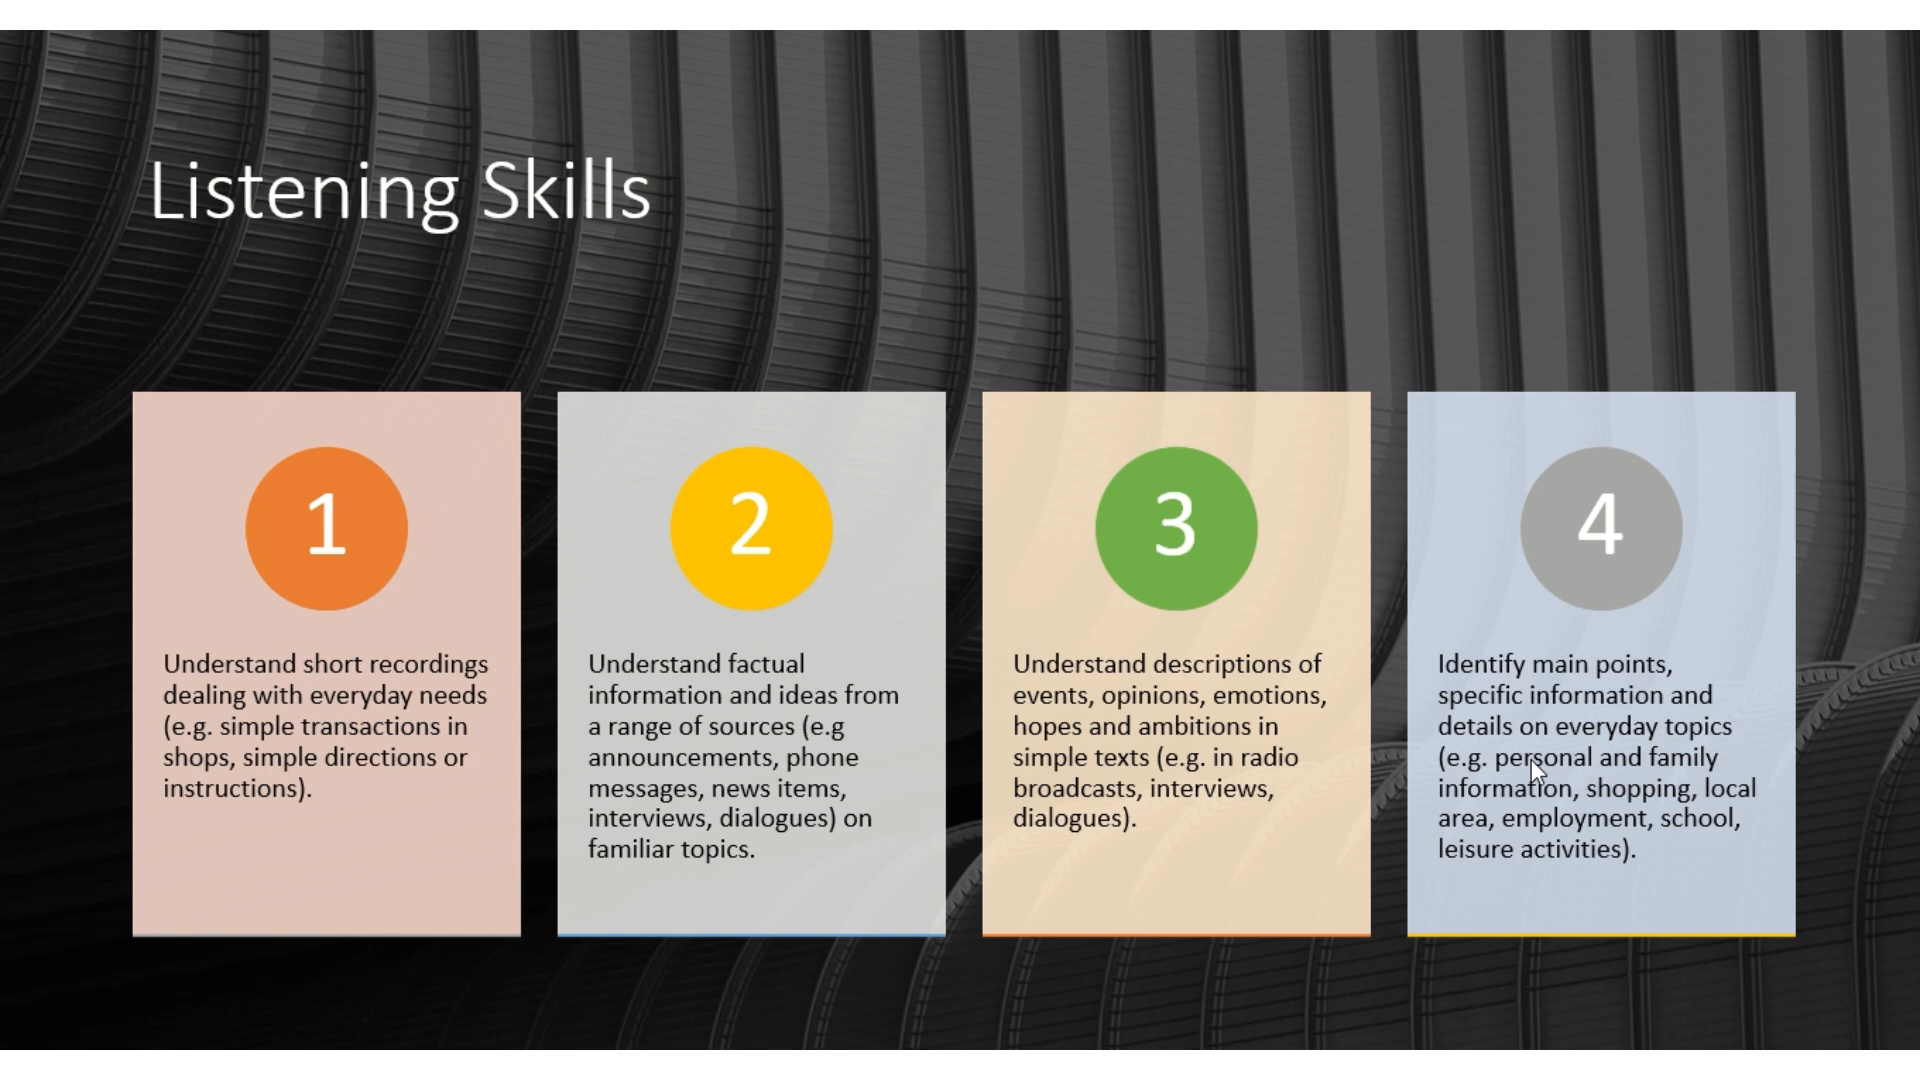 Listening Skills
1
Understand short recordings
dealing with everyday needs
(e.g. simple transactions in
shops, simple directions or
instructions).
2
Understand factual
information and ideas from
a range of sources (e.g
announcements, phone
messages, news items,
interviews, dialogues) on
familiar topics.
3
Understand descriptions of
events, opinions, emotions,
hopes and ambitions in
simple texts (e.g. in radio
broadcasts, interviews,
dialogues).
4
Identify main points,
specific information and
details on everyday topics
(e.g. personal and family
information, shopping, local
area, employment, school,
leisure activities).